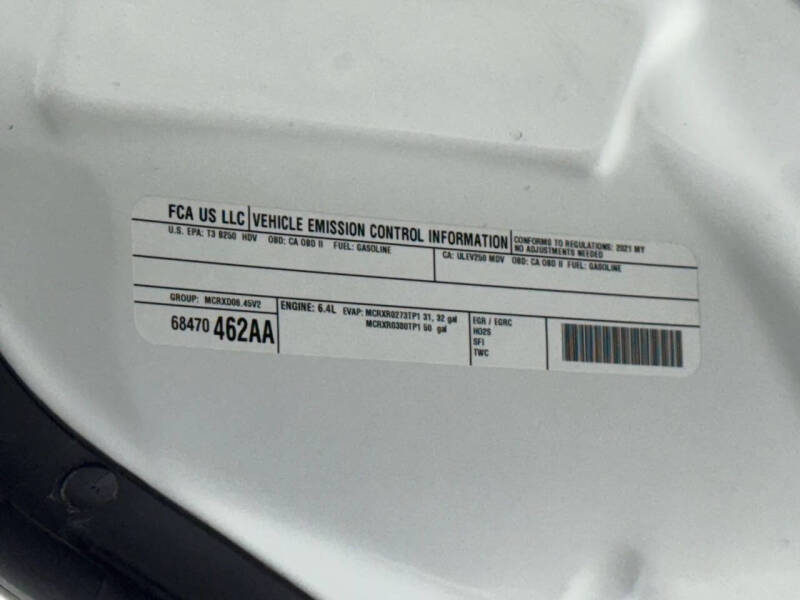 FCA US LLC
VEHICLE EMISSION CONTROL INFORMATION
CONFORMS TO REGULATIONS: 2021 MY
NO ADJUSTMENTS NEEDED
U.S. EPA: T3 B250 HDV OBD: CA OBD II FUEL: GASOLINE
CA: ULEV250 MDV OBD: CA OBD II FUEL: GASOLINE
GROUP: MCRXD06.45V2
68470 462AA
ENGINE: 6.4L EVAP: MCRXR0273TP1 31, 32 gal
MCRXR0380TP1 50 gal
EGR / EGRC
HO2S
SFI
TWC